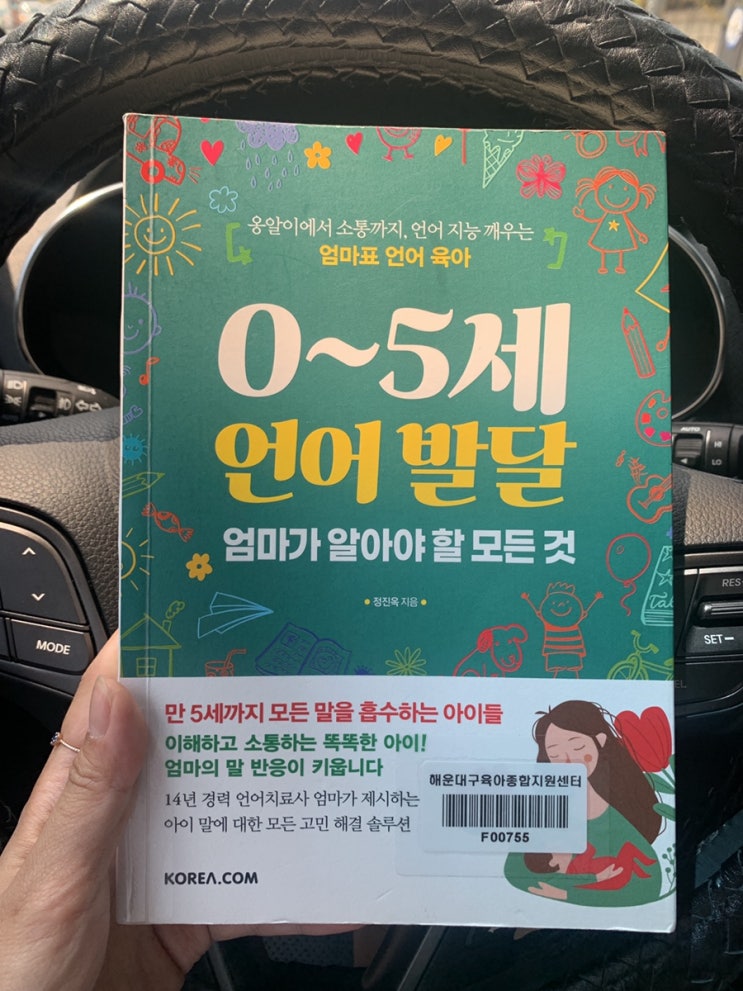 옹알이에서 소통까지, 언어 지능 깨우는
엄마표 언어 육아
0~5세
언어 발달
엄마가 알아야 할 모든 것
정진옥 지음
만 5세까지 모든 말을 흡수하는 아이들
이해하고 소통하는 똑똑한 아이!
엄마의 말 반응이 키웁니다
14년 경력 언어치료사 엄마가 제시하는
아이 말에 대한 모든 고민 해결 솔루션
해운대구육아종합지원센터
F00755
KOREA.COM
MODE
AUTO
HI
LO
RES
SET−